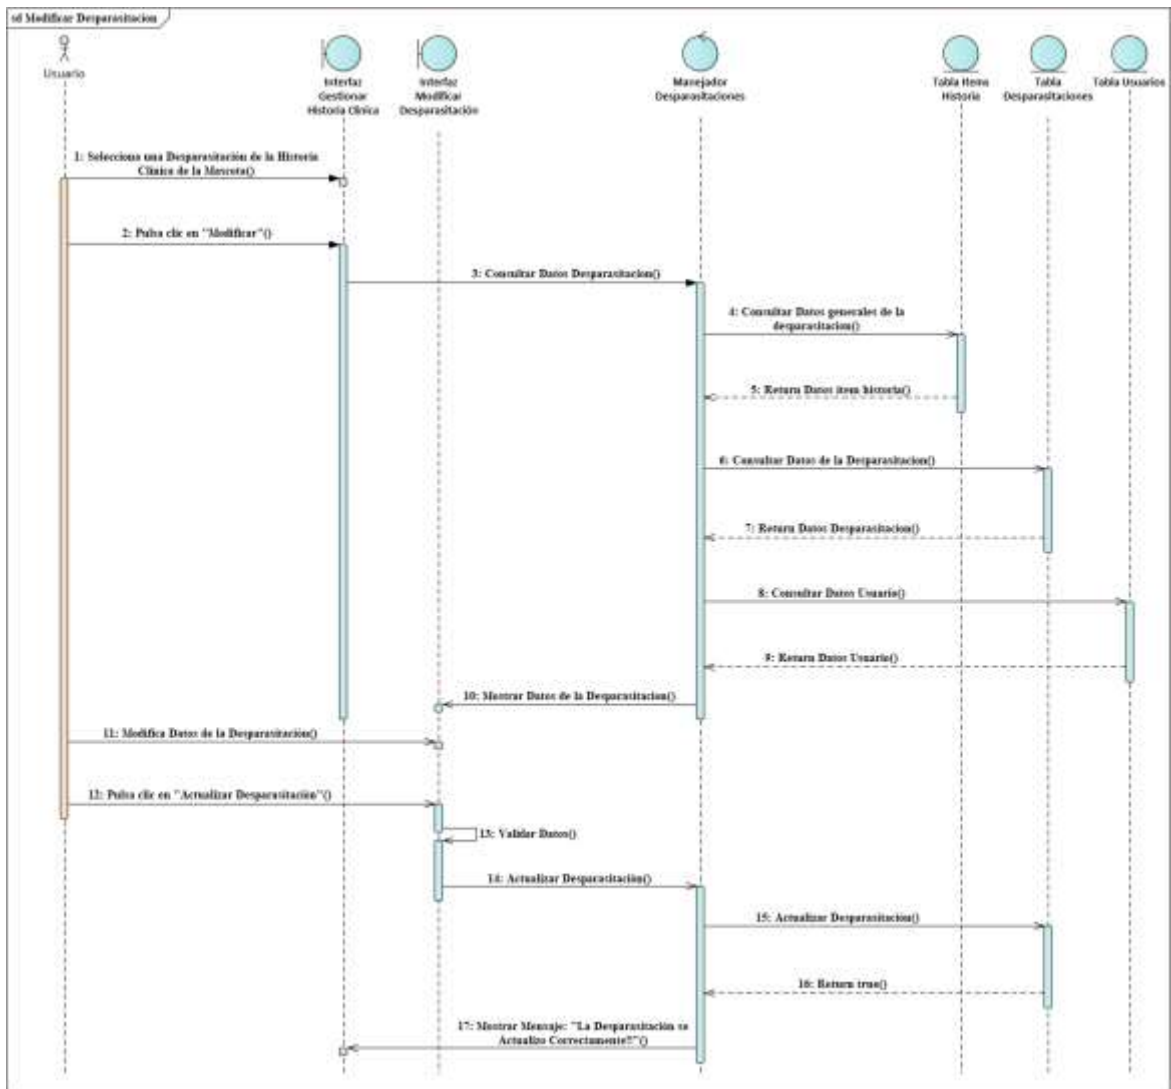 sd Modificar Desparasitacion
Usuario
Interfaz
Gestionar
Historia Clinica
Interfaz
Modificar
Desparasitación
Manejador
Desparasitaciones
Tabla Items
Historia
Tabla
Desparasitaciones
Tabla Usuarios
1: Selecciona una Desparasitación de la Historia
Clinica de la Mascota()
2: Pulsa clic en "Modificar"()
3: Consultar Datos Desparasitacion()
4: Consultar Datos generales de la
desparasitacion()
5: Return Datos item historia()
6: Consultar Datos de la Desparasitacion()
7: Return Datos Desparasitacion()
8: Consultar Datos Usuario()
9: Return Datos Usuario()
10: Mostrar Datos de la Desparasitacion()
11: Modifica Datos de la Desparasitación()
12: Pulsa clic en "Actualizar Desparasitación"()
13: Validar Datos()
14: Actualizar Desparasitación()
15: Actualizar Desparasitación()
16: Return true()
17: Mostrar Mensaje: "La Desparasitación se
Actualizo Correctamente!!"()